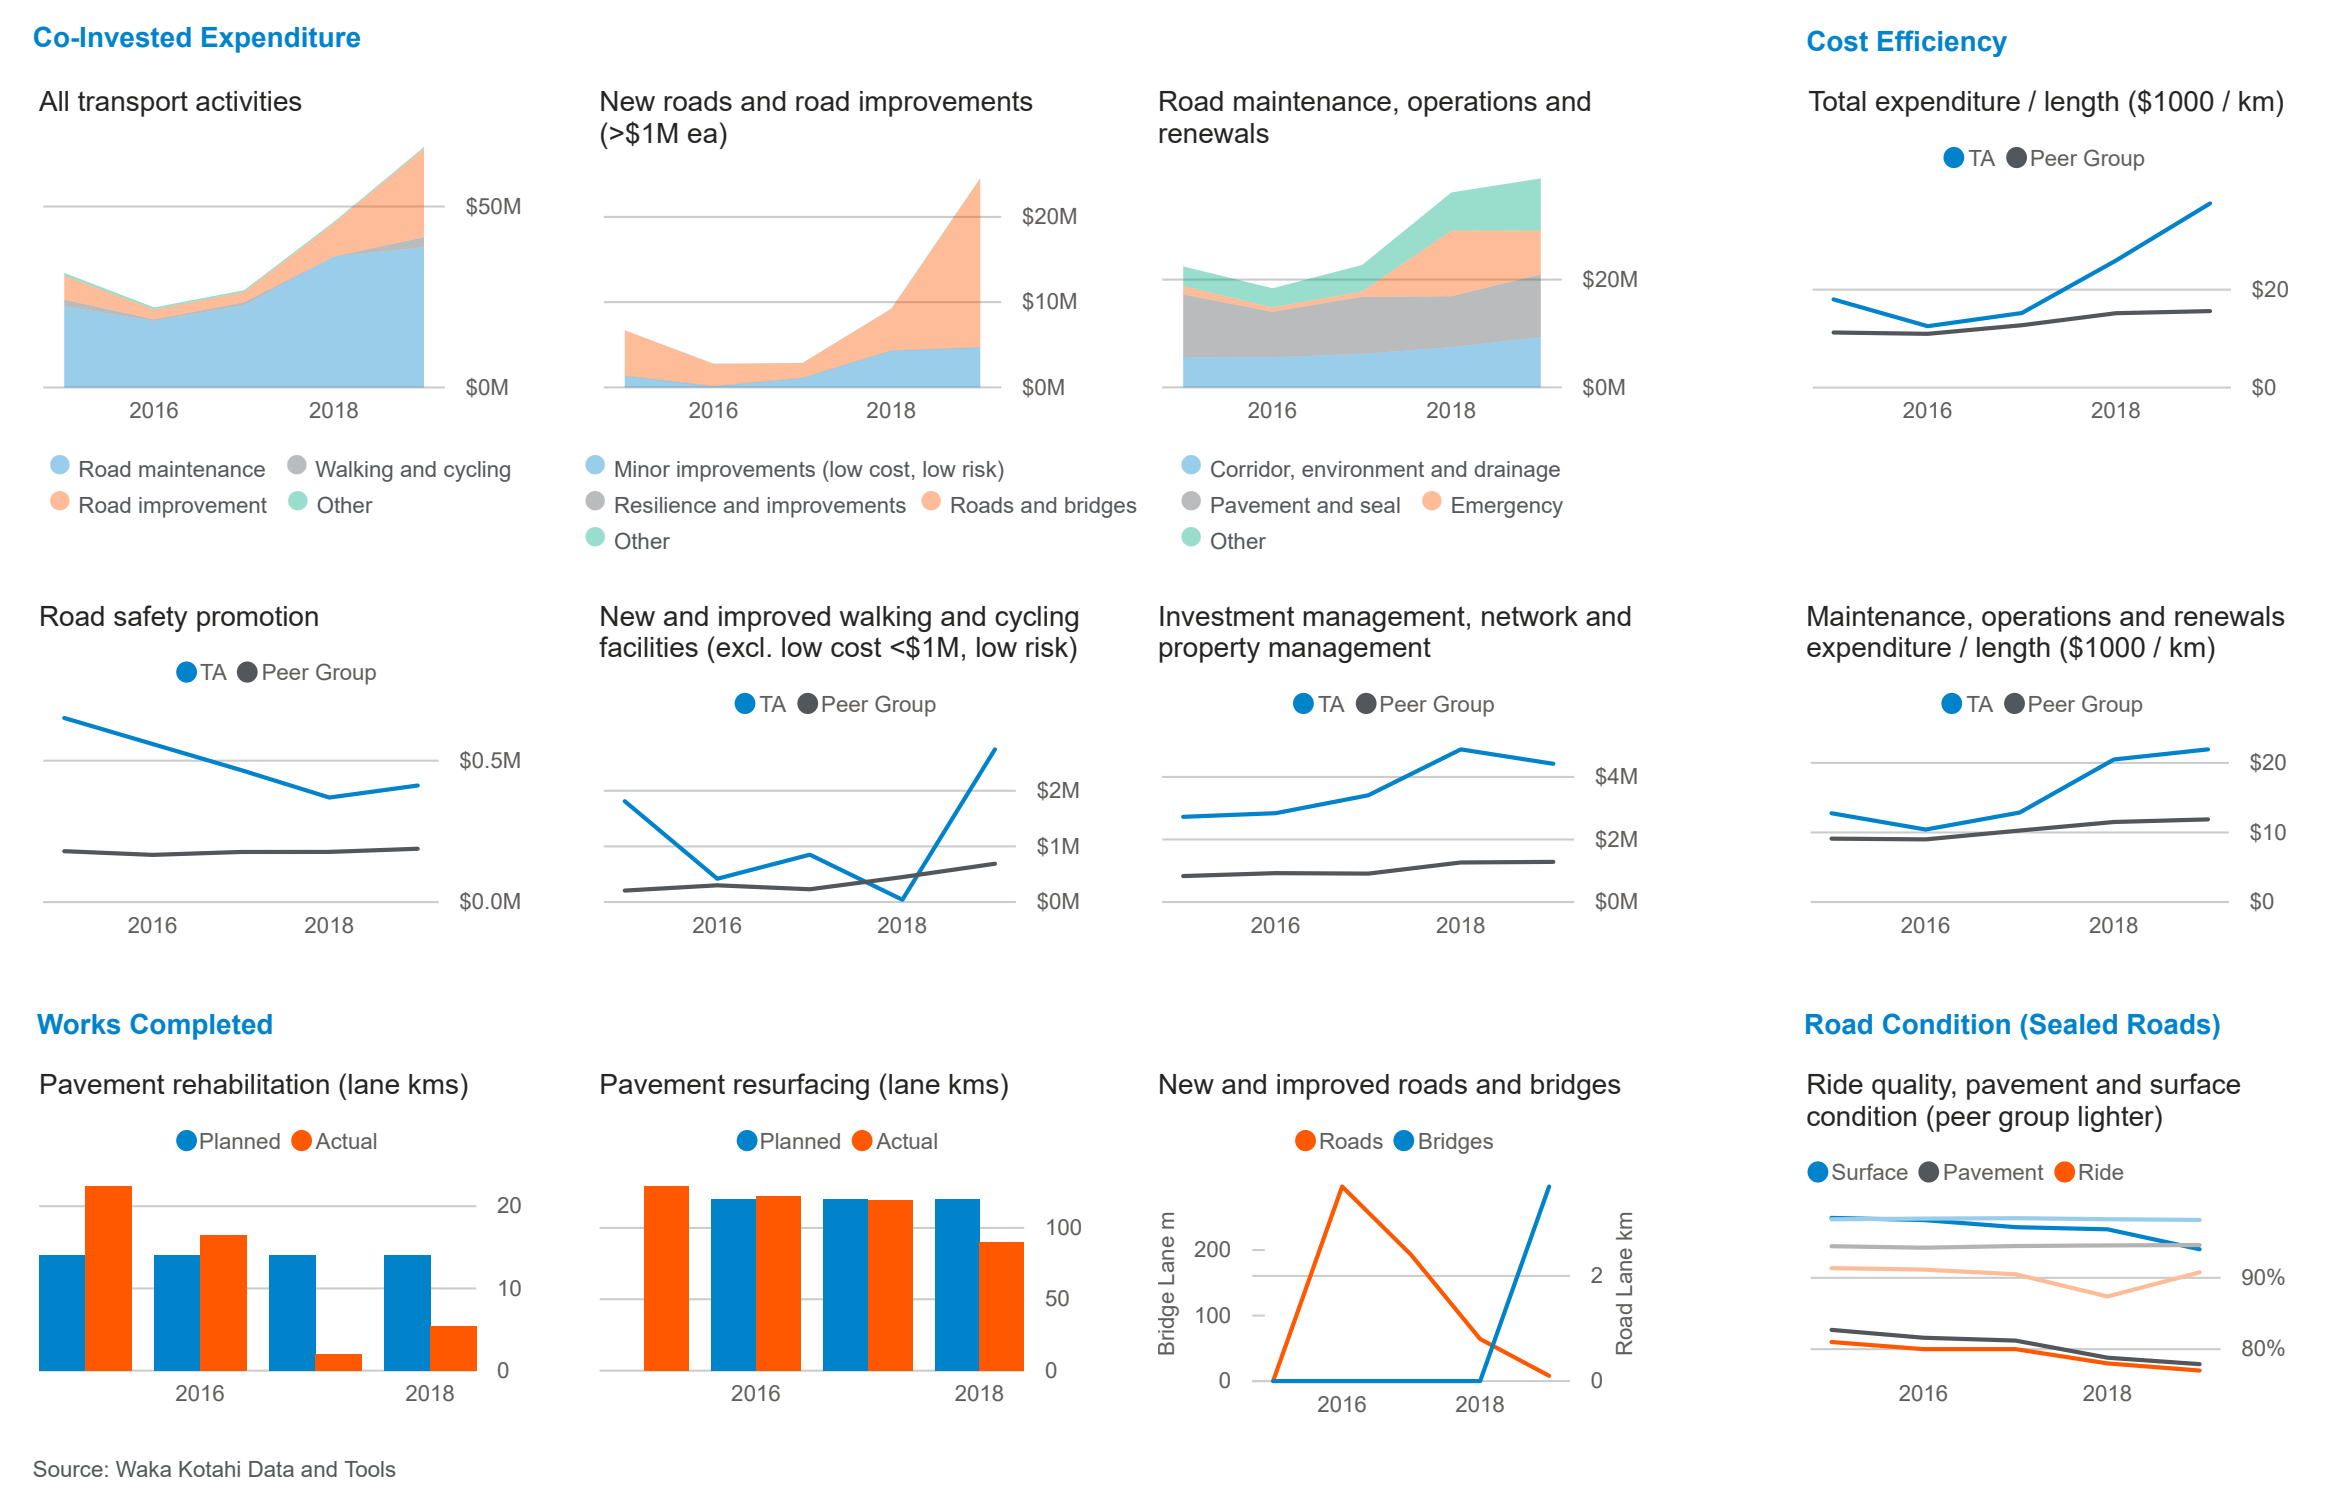 Co-Invested Expenditure
Cost Efficiency
All transport activities
$50M
$0M
2016 2018
Road maintenance Walking and cycling
Road improvement Other
New roads and road improvements
(>$1M ea)
$20M
$10M
$0M
2016 2018
Minor improvements (low cost, low risk)
Resilience and improvements Roads and bridges
Other
Road maintenance, operations and
renewals
$20M
$0M
2016 2018
Corridor, environment and drainage
Pavement and seal Emergency
Other
Total expenditure / length ($1000 / km)
TA Peer Group
$20
$0
2016 2018
Road safety promotion
TA Peer Group
$0.5M
$0.0M
2016 2018
New and improved walking and cycling
facilities (excl. low cost <$1M, low risk)
TA Peer Group
$2M
$1M
$0M
2016 2018
Investment management, network and
property management
TA Peer Group
$4M
$2M
$0M
2016 2018
Maintenance, operations and renewals
expenditure / length ($1000 / km)
TA Peer Group
$20
$10
$0
2016 2018
Works Completed
Road Condition (Sealed Roads)
Pavement rehabilitation (lane kms)
Planned Actual
20
10
0
2016 2018
Pavement resurfacing (lane kms)
Planned Actual
100
50
0
2016 2018
New and improved roads and bridges
Roads Bridges
Bridge Lane m
200
100
0
2
0
Road Lane km
2016 2018
Ride quality, pavement and surface
condition (peer group lighter)
Surface Pavement Ride
90%
80%
2016 2018
Source: Waka Kotahi Data and Tools